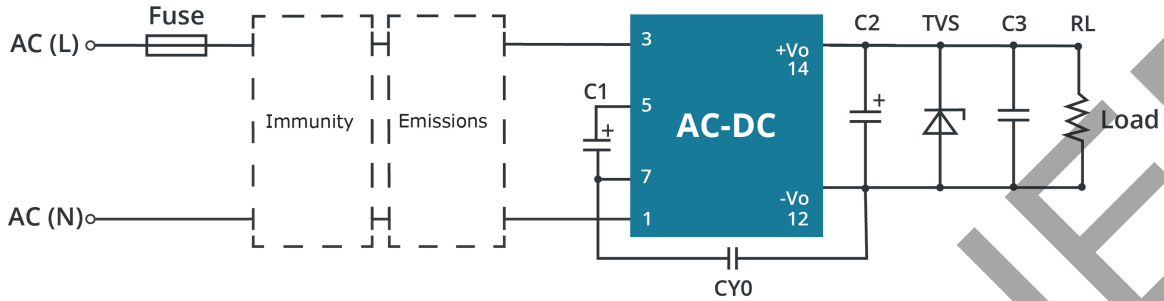 Fuse
AC (L)
Immunity
Emissions
C1
+
3
5
7
1
AC-DC
+Vo
14
-Vo
12
C2
+
TVS
C3
RL
Load
AC (N)
CY0